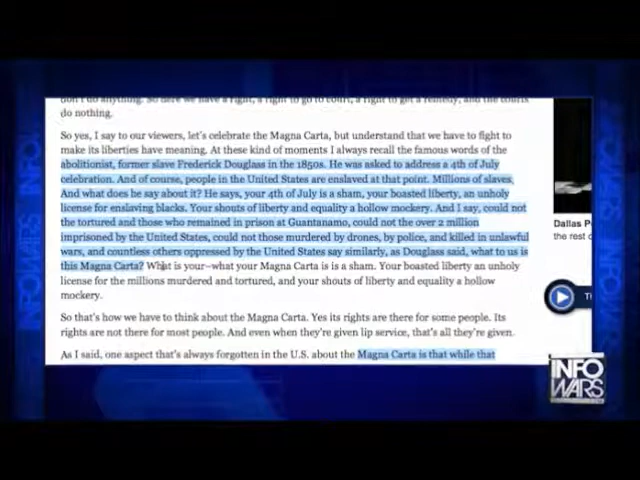 don't do anything. So here we have a right, a right to go to court, a right to get a remedy, and the courts
do nothing.
So yes, I say to our viewers, let's celebrate the Magna Carta, but understand that we have to fight to
make its liberties have meaning. At these kind of moments I always recall the famous words of the
abolitionist, former slave Frederick Douglass in the 1850s. He was asked to address a 4th of July
celebration. And of course, people in the United States are enslaved at that point. Millions of slaves,
And what does he say about it? He says, your 4th of July is a sham, your boasted liberty, an unholy
license for enslaving blacks. Your shouts of liberty and equality a hollow mockery. And I say, could not
the tortured and those who remained in prison at Guantanamo, could not the over 2 million
imprisoned by the United States, could not those murdered by drones, by police, and killed in unlawful
wars, and countless others oppressed by the United States say similarly, as Douglass said, what to us is
this Magna Carta? What is your–what your Magna Carta is is a sham. Your boasted liberty an unholy
license for the millions murdered and tortured, and your shouts of liberty and equality a hollow
mockery.
So that's how we have to think about the Magna Carta. Yes its rights are there for some people. Its
rights are not there for most people. And even when they're given lip service, that's all they're given.
As I said, one aspect that's always forgotten in the U.S. about the Magna Carta is that while that
Dallas P
the rest o
INFO
WARS
INFO
WARS